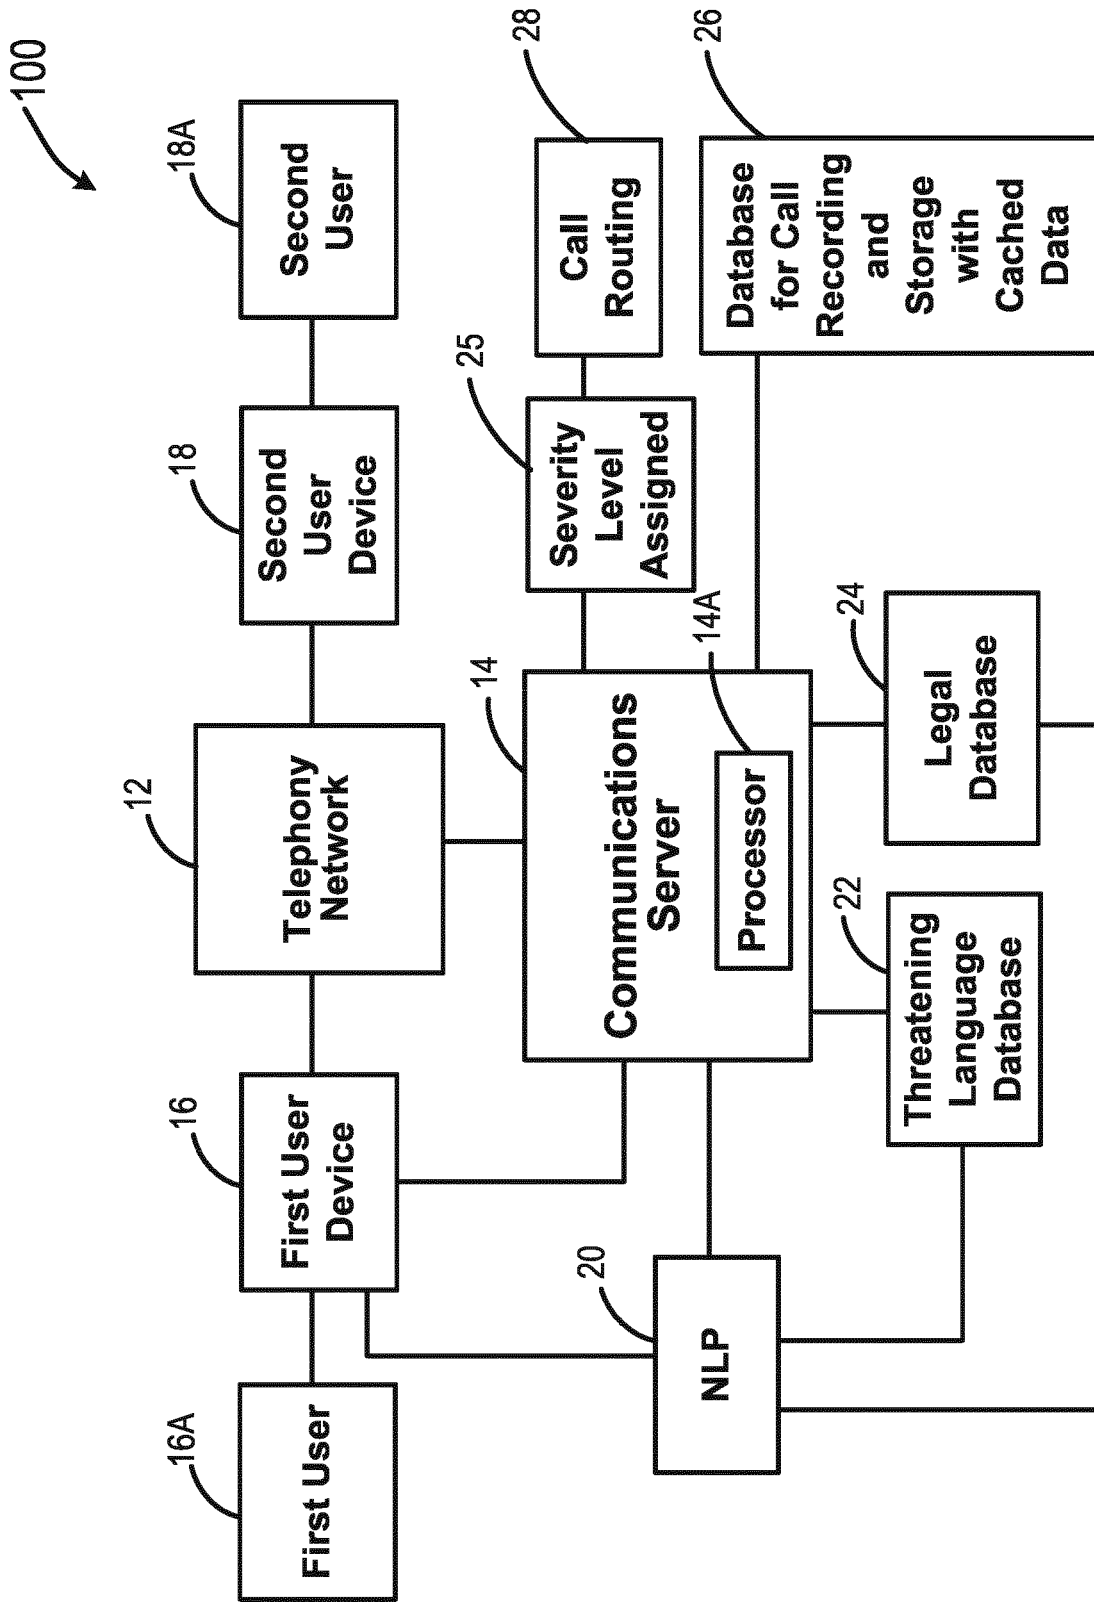 100
16A
First User
16
First User
Device
12
Telephony
Network
18
Second
User
Device
18A
Second
User
20
NLP
14
Communications
Server
14A
Processor
25
Severity
Level
Assigned
28
Call
Routing
22
Threatening
Language
Database
24
Legal
Database
26
Database
for Call
Recording
and
Storage
with
Cached
Data